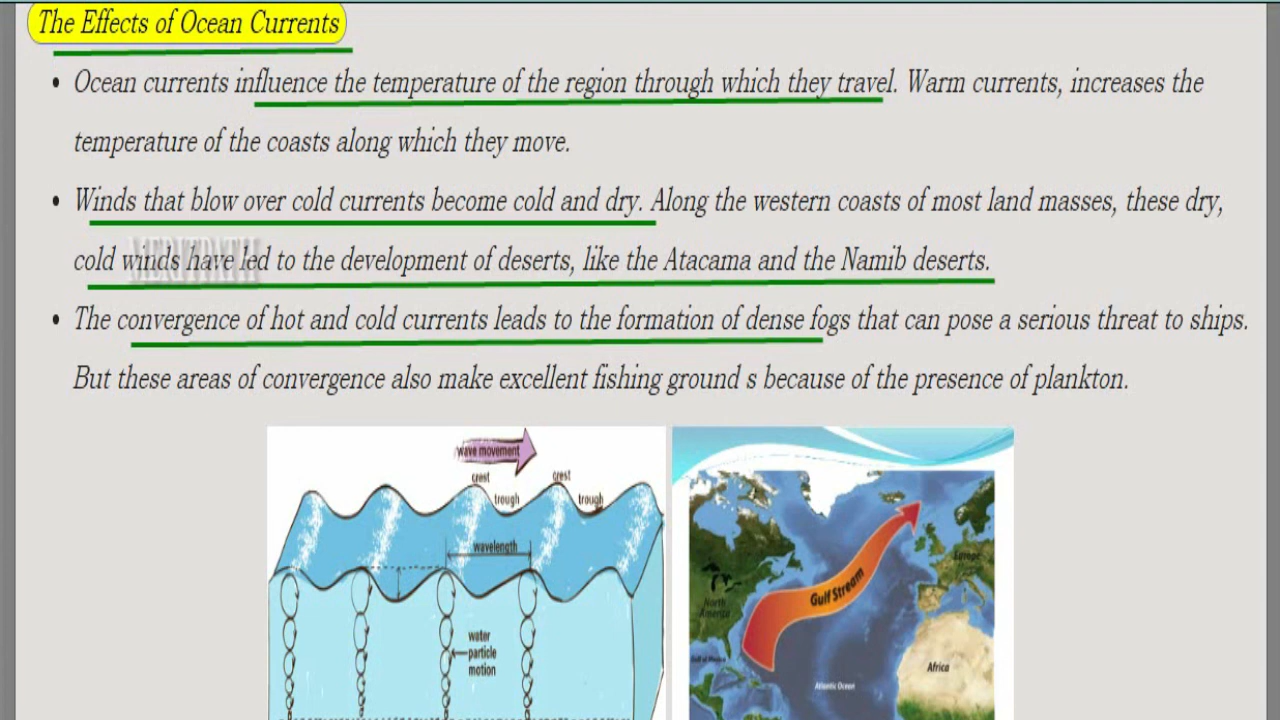 The Effects of Ocean Currents
• Ocean currents influence the temperature of the region through which they travel. Warm currents, increases the
temperature of the coasts along which they move.
• Winds that blow over cold currents become cold and dry. Along the western coasts of most land masses, these dry,
cold winds have led to the development of deserts, like the Atacama and the Namib deserts.
MERITPATH
• The convergence of hot and cold currents leads to the formation of dense fogs that can pose a serious threat to ships.
But these areas of convergence also make excellent fishing ground s because of the presence of plankton.
wave movement
crest
crest
trough
trough
wavelength
water
particle
motion
Gulf Stream
North
America
Europe
Gulf of Mexico
Africa
Atlantic Ocean